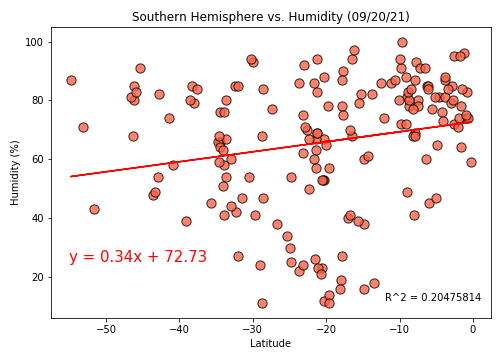 Southern Hemisphere vs. Humidity (09/20/21)
Humidity (%)
100
80
60
40
20
y = 0.34x + 72.73
R^2 = 0.20475814
−50
−40
−30
−20
−10
0
Latitude